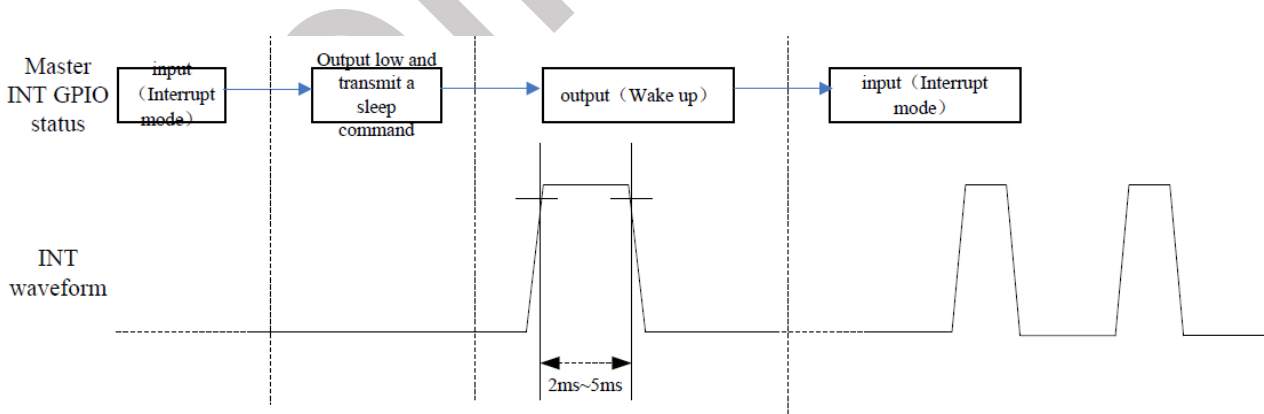 Master
INT GPIO
status
input
（Interrupt
mode）
Output low and
transmit a
sleep
command
output（Wake up）
input（Interrupt
mode）
INT
waveform
2ms~5ms